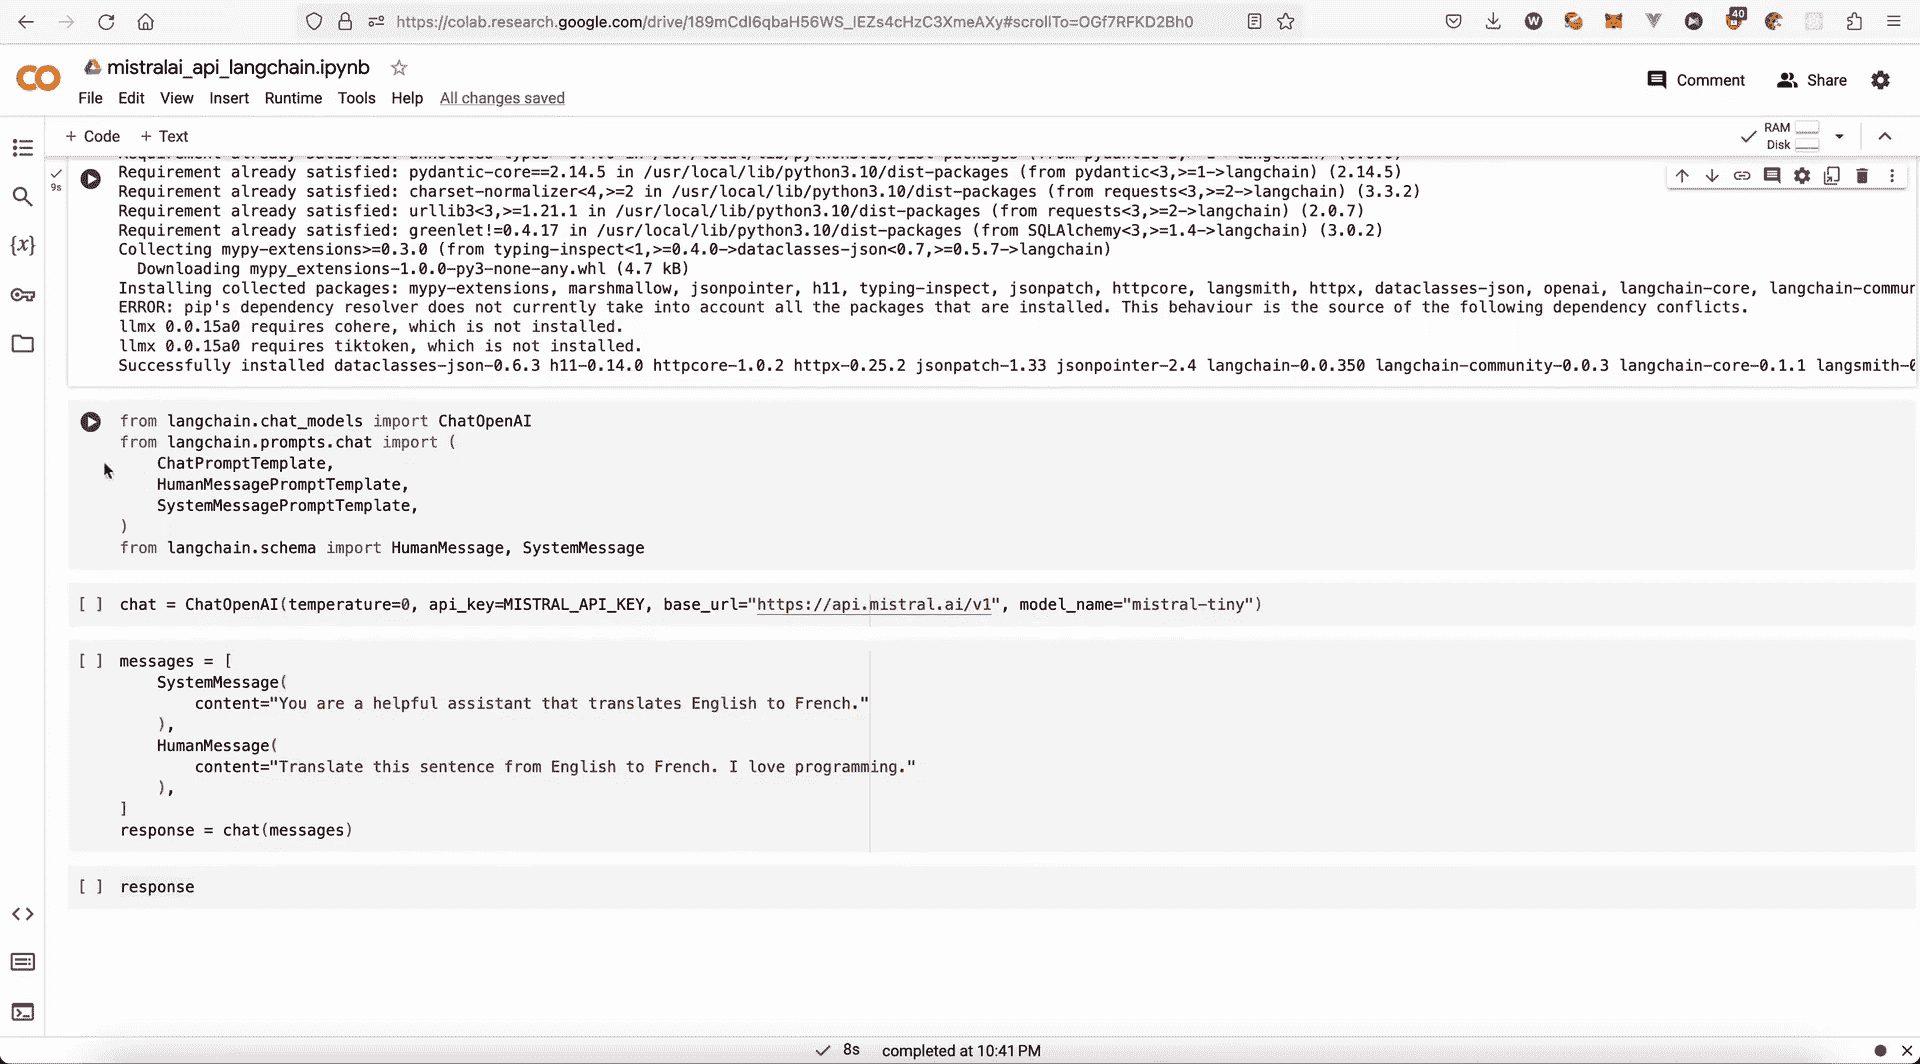 https://colab.research.google.com/drive/189mCdI6qbaH56WS_lEZs4cHzC3XmeAXy#scrollTo=OGf7RFKD2Bh0
W
40
CO
mistralai_api_langchain.ipynb
Comment
Share
File Edit View Insert Runtime Tools Help All changes saved
+ Code + Text
RAM
Disk
9s
Requirement already satisfied: pydantic-core==2.14.5 in /usr/local/lib/python3.10/dist-packages (from pydantic<3,>=1->langchain) (2.14.5)
Requirement already satisfied: charset-normalizer<4,>=2 in /usr/local/lib/python3.10/dist-packages (from requests<3,>=2->langchain) (3.3.2)
Requirement already satisfied: urllib3<3,>=1.21.1 in /usr/local/lib/python3.10/dist-packages (from requests<3,>=2->langchain) (2.0.7)
Requirement already satisfied: greenlet!=0.4.17 in /usr/local/lib/python3.10/dist-packages (from SQLAlchemy<3,>=1.4->langchain) (3.0.2)
Collecting mypy-extensions>=0.3.0 (from typing-inspect<1,>=0.4.0->dataclasses-json<0.7,>=0.5.7->langchain)
Downloading mypy_extensions-1.0.0-py3-none-any.whl (4.7 kB)
Installing collected packages: mypy-extensions, marshmallow, jsonpointer, h11, typing-inspect, jsonpatch, httpcore, langsmith, httpx, dataclasses-json, openai, langchain-core, langchain-commun
ERROR: pip's dependency resolver does not currently take into account all the packages that are installed. This behaviour is the source of the following dependency conflicts.
llmx 0.0.15a0 requires cohere, which is not installed.
llmx 0.0.15a0 requires tiktoken, which is not installed.
Successfully installed dataclasses-json-0.6.3 h11-0.14.0 httpcore-1.0.2 httpx-0.25.2 jsonpatch-1.33 jsonpointer-2.4 langchain-0.0.350 langchain-community-0.0.3 langchain-core-0.1.1 langsmith-0
from langchain.chat_models import ChatOpenAI
from langchain.prompts.chat import (
ChatPromptTemplate,
HumanMessagePromptTemplate,
SystemMessagePromptTemplate,
)
from langchain.schema import HumanMessage, SystemMessage
[ ] chat = ChatOpenAI(temperature=0, api_key=MISTRAL_API_KEY, base_url="https://api.mistral.ai/v1", model_name="mistral-tiny")
[ ] messages = [
SystemMessage(
content="You are a helpful assistant that translates English to French."
),
HumanMessage(
content="Translate this sentence from English to French. I love programming."
),
]
response = chat(messages)
[ ] response
8s completed at 10:41 PM